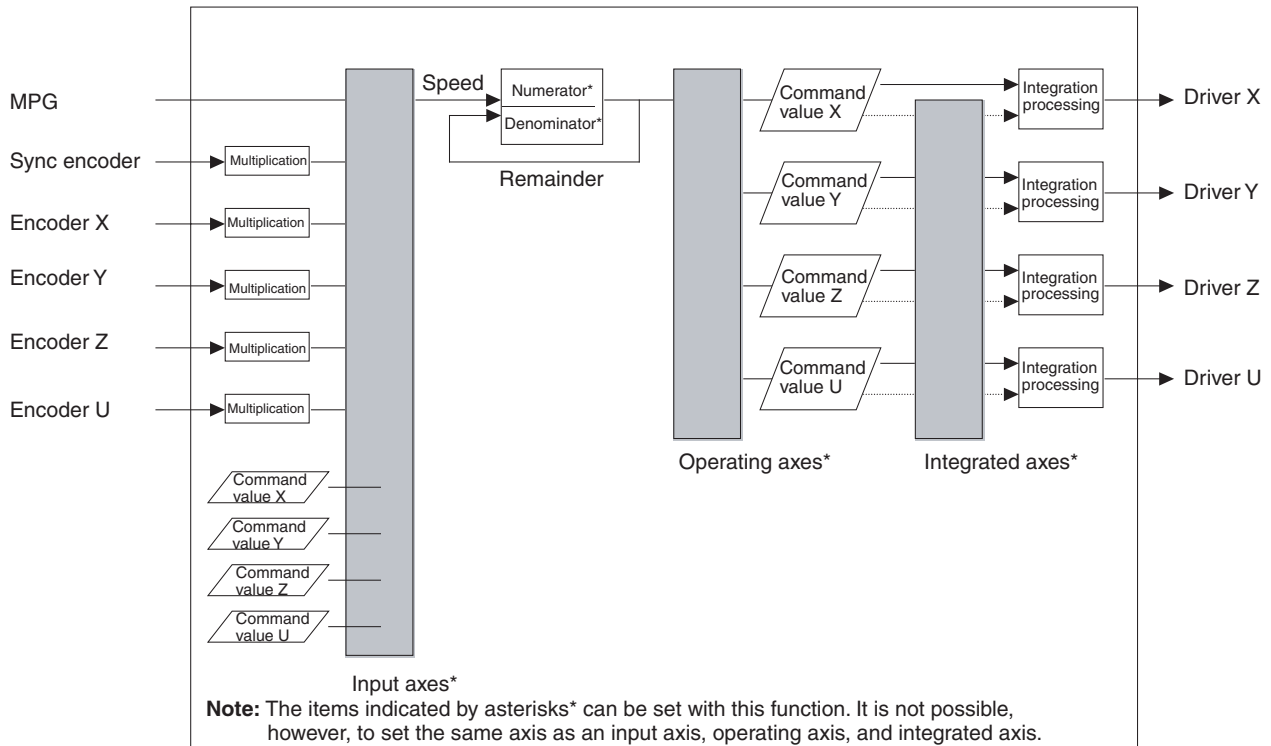 MPG
Sync encoder
Encoder X
Encoder Y
Encoder Z
Encoder U
Multiplication
Multiplication
Multiplication
Multiplication
Multiplication
Command
value X
Command
value Y
Command
value Z
Command
value U
Input axes*
Speed
Numerator*
Denominator*
Remainder
Operating axes*
Command
value X
Command
value Y
Command
value Z
Command
value U
Integrated axes*
Integration
processing
Integration
processing
Integration
processing
Integration
processing
Driver X
Driver Y
Driver Z
Driver U
Note: The items indicated by asterisks* can be set with this function. It is not possible,
however, to set the same axis as an input axis, operating axis, and integrated axis.